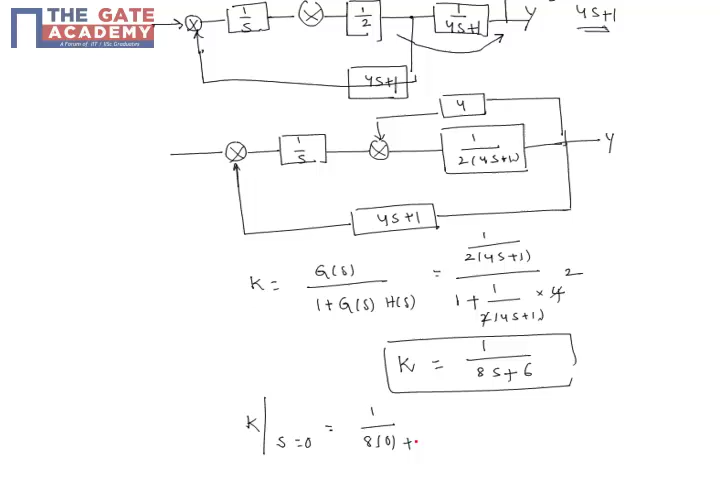 THE GATE
ACADEMY
A Forum of IIT / IISc Graduates
1/S 1/2 1/4S+1 Y 4S+1
4S+1
4
1/S 1/2(4S+1) Y
4S+1
K = G(S)/1+G(S) H(S) = 1/2(4S+1) / 1+ 1/2(4S+1) × 4 2
K = 1/8S+6
K| S=0 = 1/8(0) +